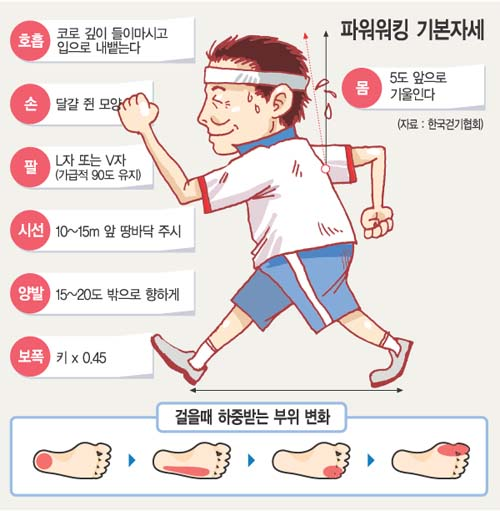 파워워킹 기본자세
호흡
코로 깊이 들이마시고
입으로 내뱉는다
손
달걀 쥔 모양
팔
L자 또는 V자
(가급적 90도 유지)
시선
10~15m 앞 땅바닥 주시
양발
15~20도 밖으로 향하게
보폭
키 x 0.45
몸
5도 앞으로
기울인다
(자료 : 한국걷기협회)
걸을때 하중받는 부위 변화